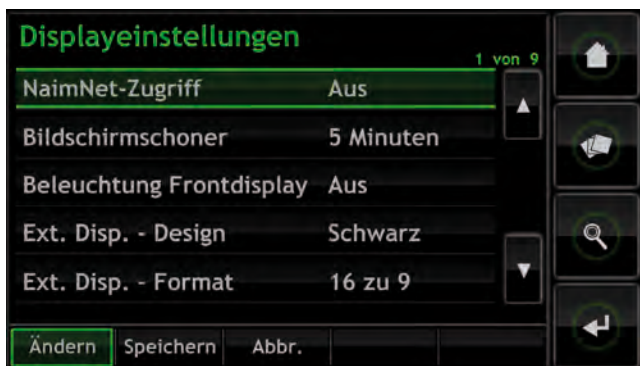 Displayeinstellungen
1 von 9
NaimNet-Zugriff Aus
Bildschirmschoner 5 Minuten
Beleuchtung Frontdisplay Aus
Ext. Disp. - Design Schwarz
Ext. Disp. - Format 16 zu 9
Ändern Speichern Abbr.